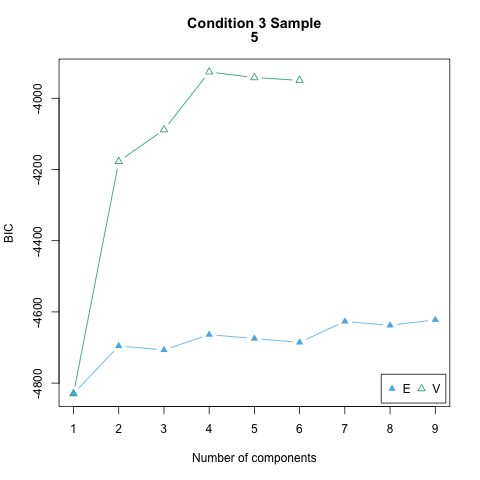 Condition 3 Sample
5
BIC
-4000
-4200
-4400
-4600
-4800
1 2 3 4 5 6 7 8 9
Number of components
E V